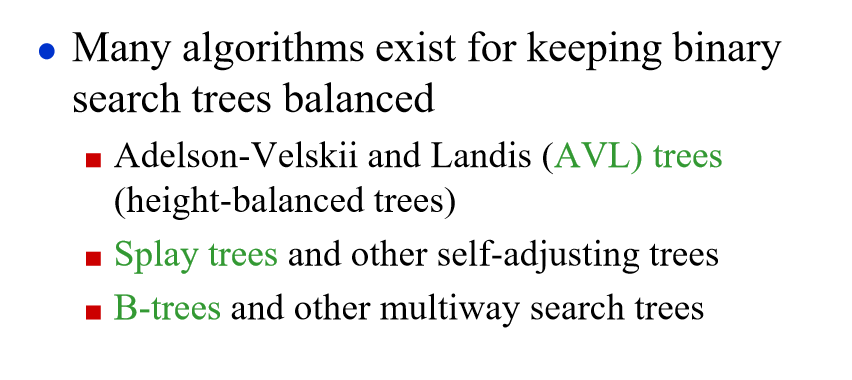 Many algorithms exist for keeping binary
search trees balanced
Adelson-Velskii and Landis (AVL) trees
(height-balanced trees)
Splay trees and other self-adjusting trees
B-trees and other multiway search trees